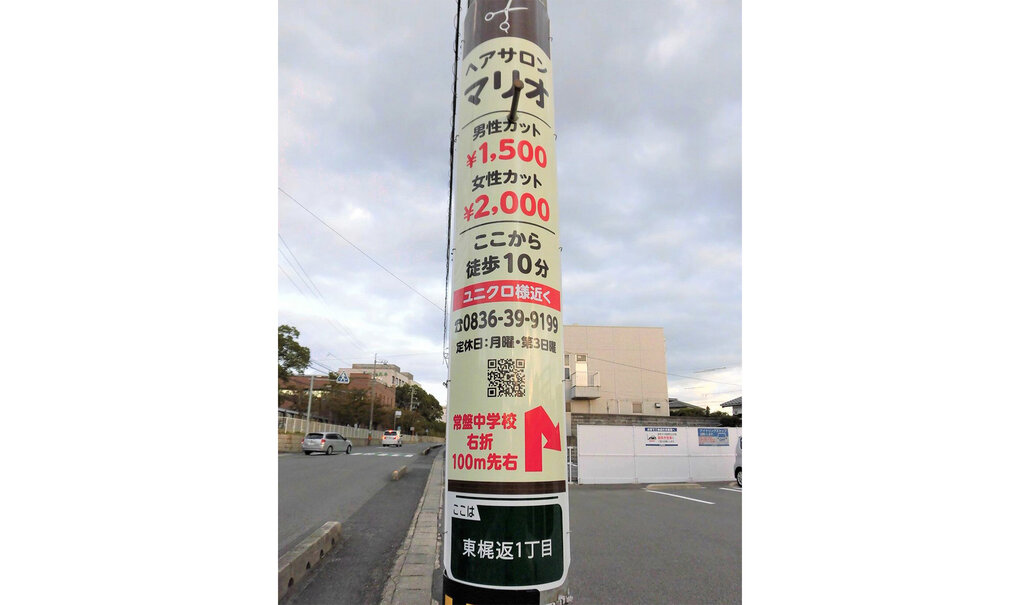 ヘアサロン
マリオ
男性カット
¥1,500
女性カット
¥2,000
ここから
徒歩10分
ユニクロ様近く
☎0836-39-9199
定休日:月曜・第3日曜
常盤中学校
右折
100m先右
ここは
東梶返1丁目